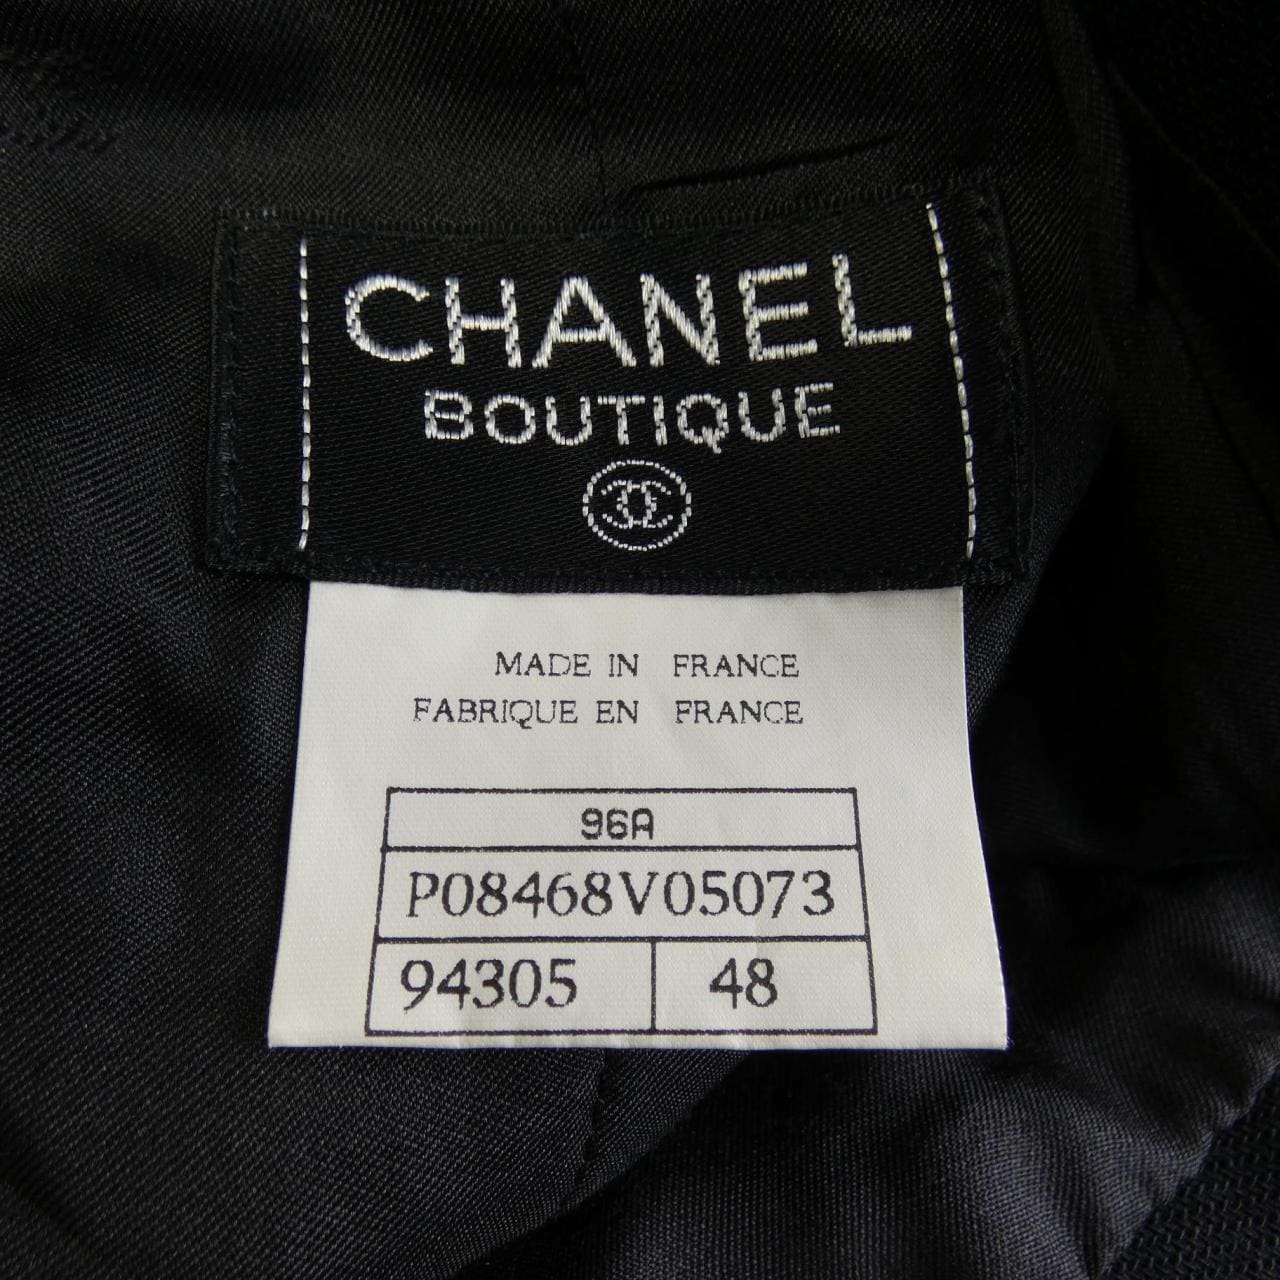 CHANEL
BOUTIQUE
MADE IN FRANCE
FABRIQUE EN FRANCE
96A
P08468V05073
94305 48